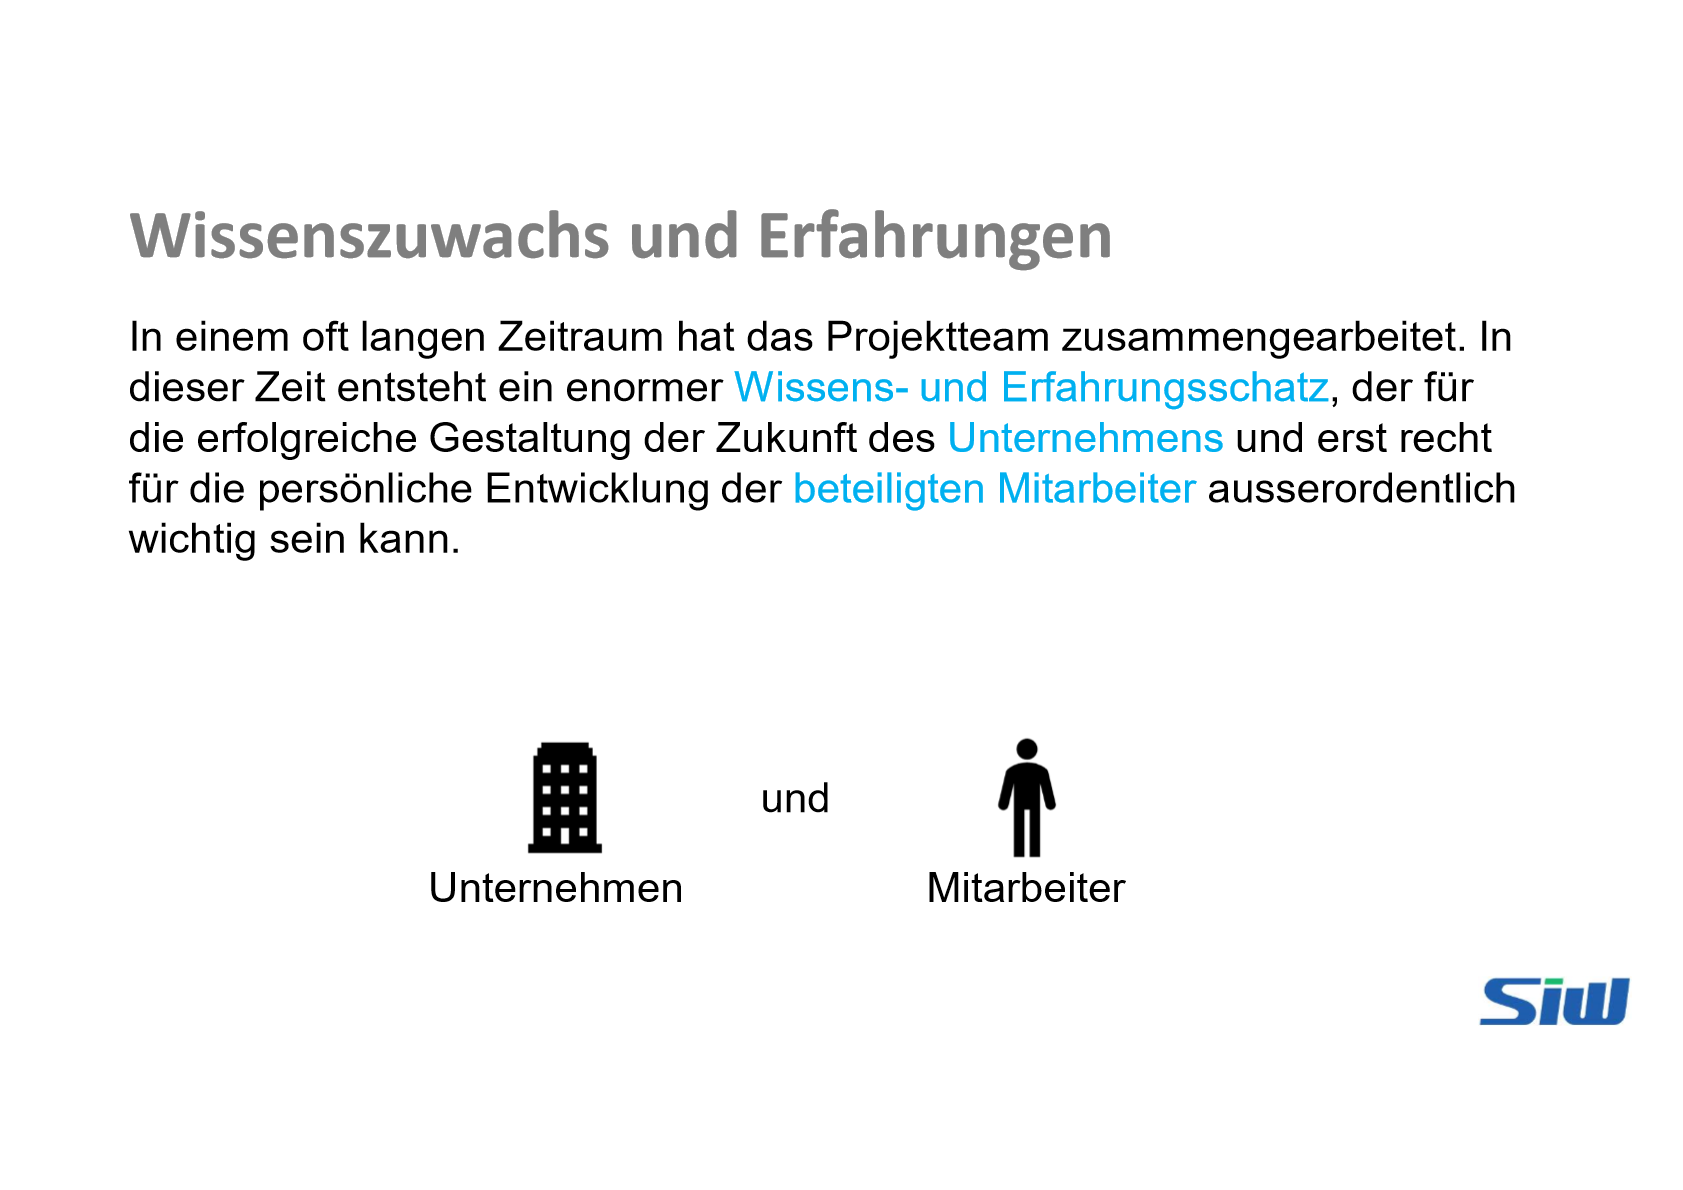 Wissenszuwachs und Erfahrungen
In einem oft langen Zeitraum hat das Projektteam zusammengearbeitet. In
dieser Zeit entsteht ein enormer Wissens- und Erfahrungsschatz, der für
die erfolgreiche Gestaltung der Zukunft des Unternehmens und erst recht
für die persönliche Entwicklung der beteiligten Mitarbeiter ausserordentlich
wichtig sein kann.
und
Unternehmen Mitarbeiter
Siw